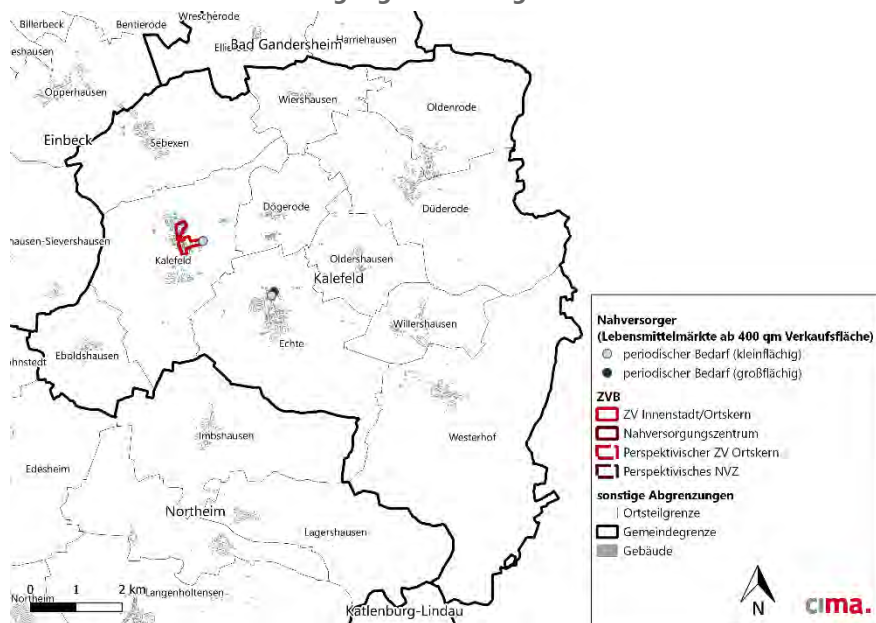 Billerbeck
Bentierode
Wrescherode
Harriehausen
Bad Gandersheim
Opperhausen
Wiershausen
Oldenrode
Einbeck
Sebexen
Dögerode
Düderode
hausen-Sievershausen
Kalefeld
Oldershausen
Kalefeld
Echte
Willershausen
Eboldshausen
Westerhof
Imbshausen
Edesheim
Northeim
Lagershausen
Langenholtensen
Northeim
Katlenburg-Lindau
0 1 2 km
Nahversorger
(Lebensmittelmärkte ab 400 qm Verkaufsfläche)
periodischer Bedarf (kleinflächig)
periodischer Bedarf (großflächig)
ZVB
ZV Innenstadt/Ortskern
Nahversorgungszentrum
Perspektivischer ZV Ortskern
Perspektivisches NVZ
sonstige Abgrenzungen
Ortsteilgrenze
Gemeindegrenze
Gebäude
N
cima.